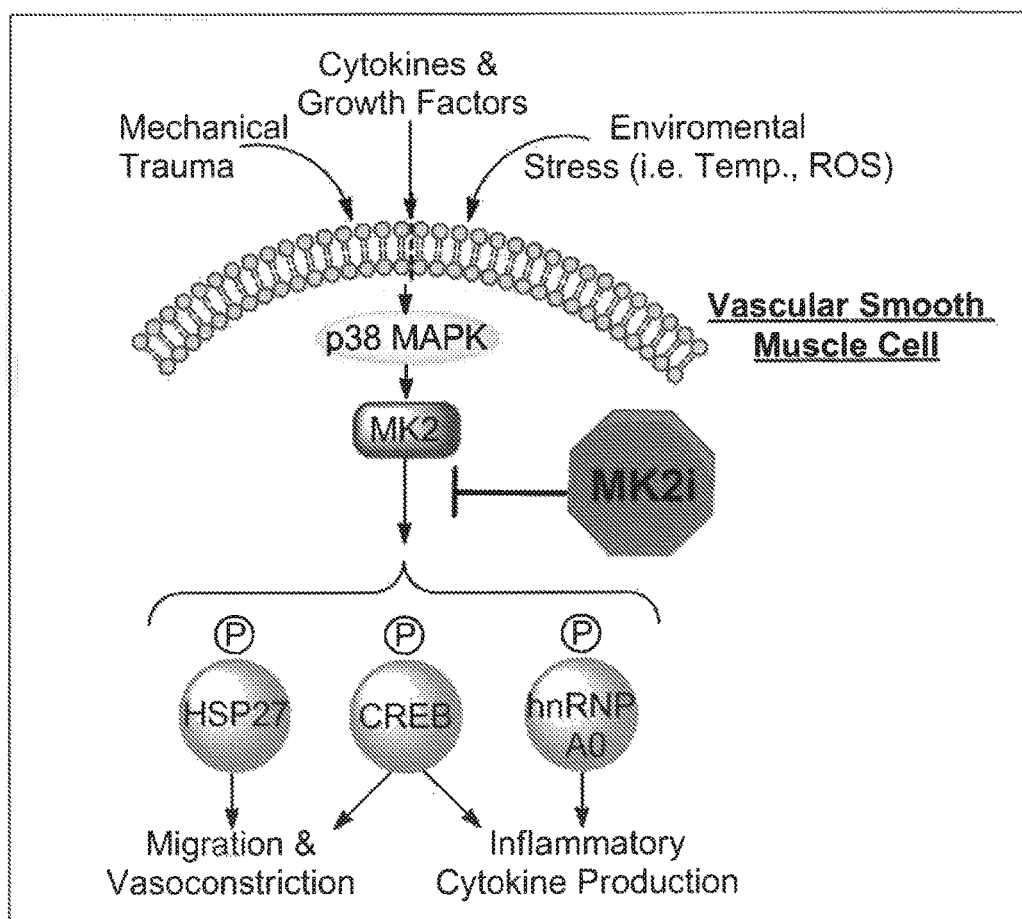 Cytokines &
Growth Factors
Mechanical
Trauma
Enviromental
Stress (i.e. Temp., ROS)
Vascular Smooth
Muscle Cell
p38 MAPK
MK2
MK2i
P
P
P
HSP27
CREB
hnRNP
A0
Migration &
Vasoconstriction
Inflammatory
Cytokine Production